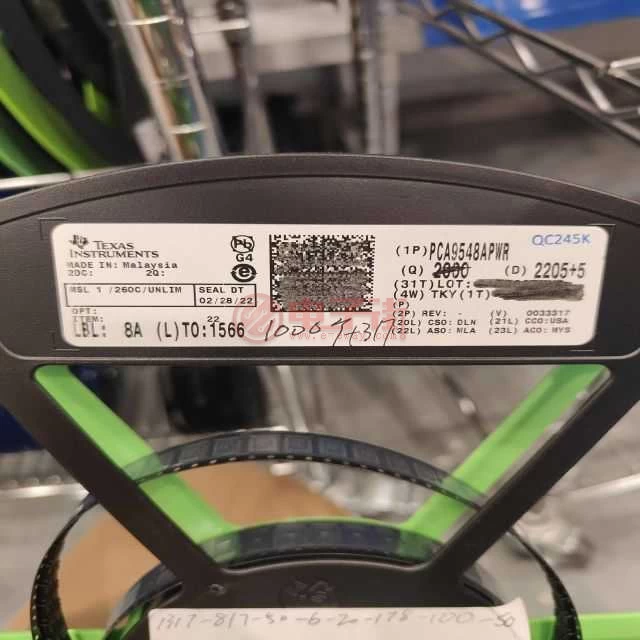 TEXAS
INSTRUMENTS
MADE IN: Malaysia
2DC: 2Q:
MSL 1 /260C/UNLIM
SEAL DT
02/28/22
OPT:
ITEM: 22
LBL: 8A (L)TO:1566
Pb
G4
e
(1P) PCA9548APWR
QC245K
(Q) 2000 (D) 2205+5
(31T) LOT:
(4W) TKY(1T)
(P)
(2P) REV: - (V) 0033317
(20L) CSO: DLN (21L) CCO:USA
(22L) ASO: MLA (23L) ACO: MYS
1317-817-50-6-20-178-100-50